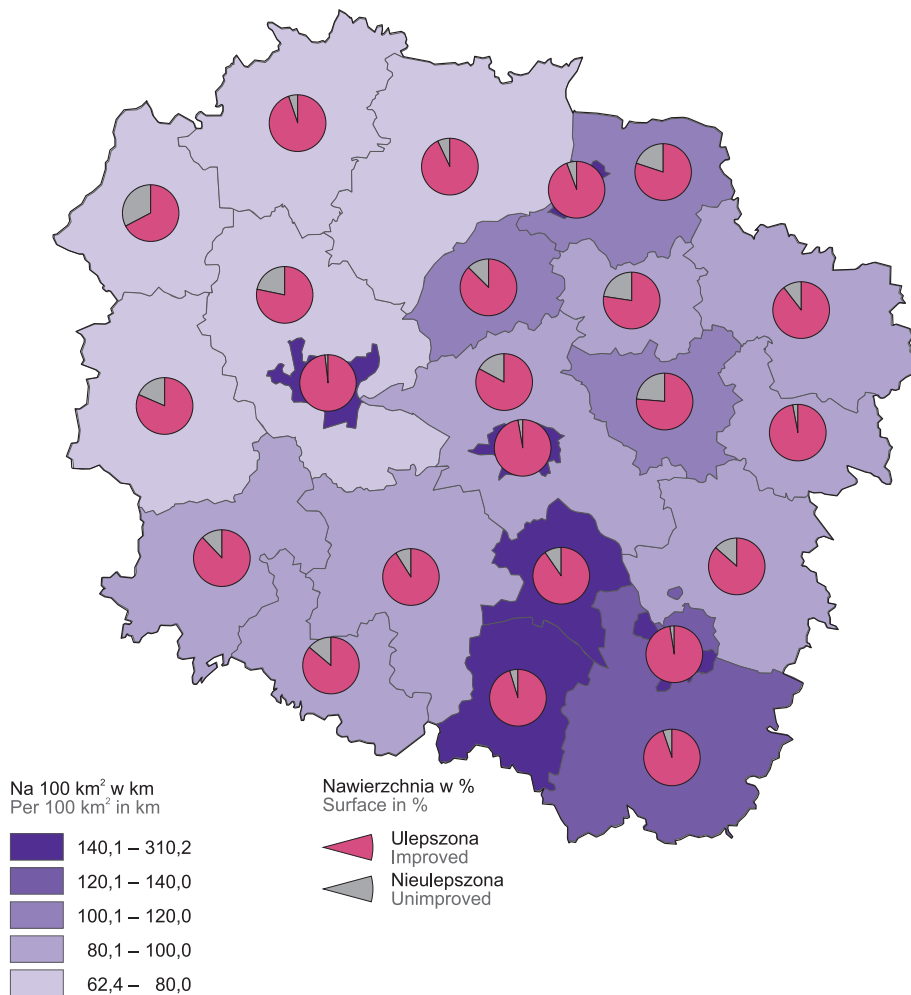 Na 100 km² w km
Per 100 km² in km
140,1 – 310,2
120,1 – 140,0
100,1 – 120,0
80,1 – 100,0
62,4 – 80,0
Nawierzchnia w %
Surface in %
Ulepszona
Improved
Nieulepszona
Unimproved